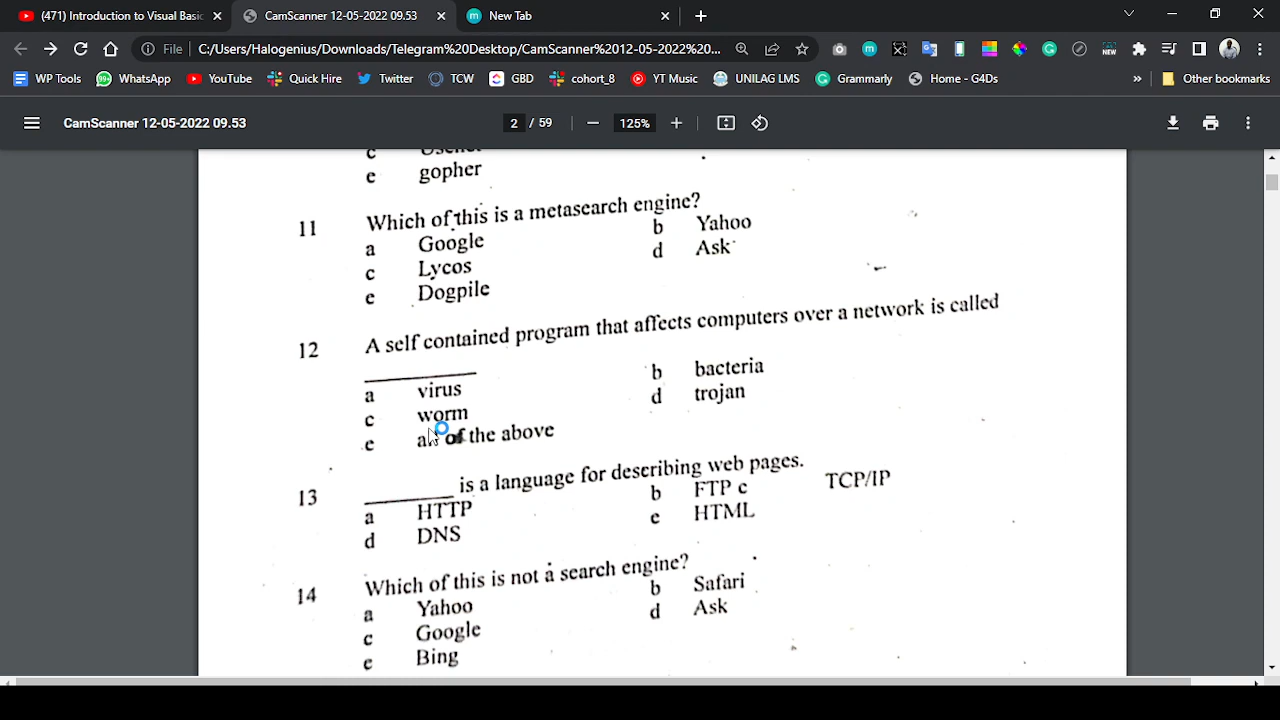 (471) Introduction to Visual Basic
CamScanner 12-05-2022 09.53
New Tab
File
C:/Users/Halogenius/Downloads/Telegram%20Desktop/CamScanner%2012-05-2022%20...
WP Tools
WhatsApp
YouTube
Quick Hire
Twitter
TCW
GBD
cohort_8
YT Music
UNILAG LMS
Grammarly
Home - G4Ds
»
Other bookmarks
CamScanner 12-05-2022 09.53
2 / 59
125%
c Usenet
e gopher
11 Which of this is a metasearch engine?
a Google b Yahoo
c Lycos d Ask
e Dogpile
12 A self contained program that affects computers over a network is called
__________
a virus b bacteria
c worm d trojan
e all of the above
13 ________ is a language for describing web pages.
a HTTP b FTP c TCP/IP
d DNS e HTML
14 Which of this is not a search engine?
a Yahoo b Safari
c Google d Ask
e Bing